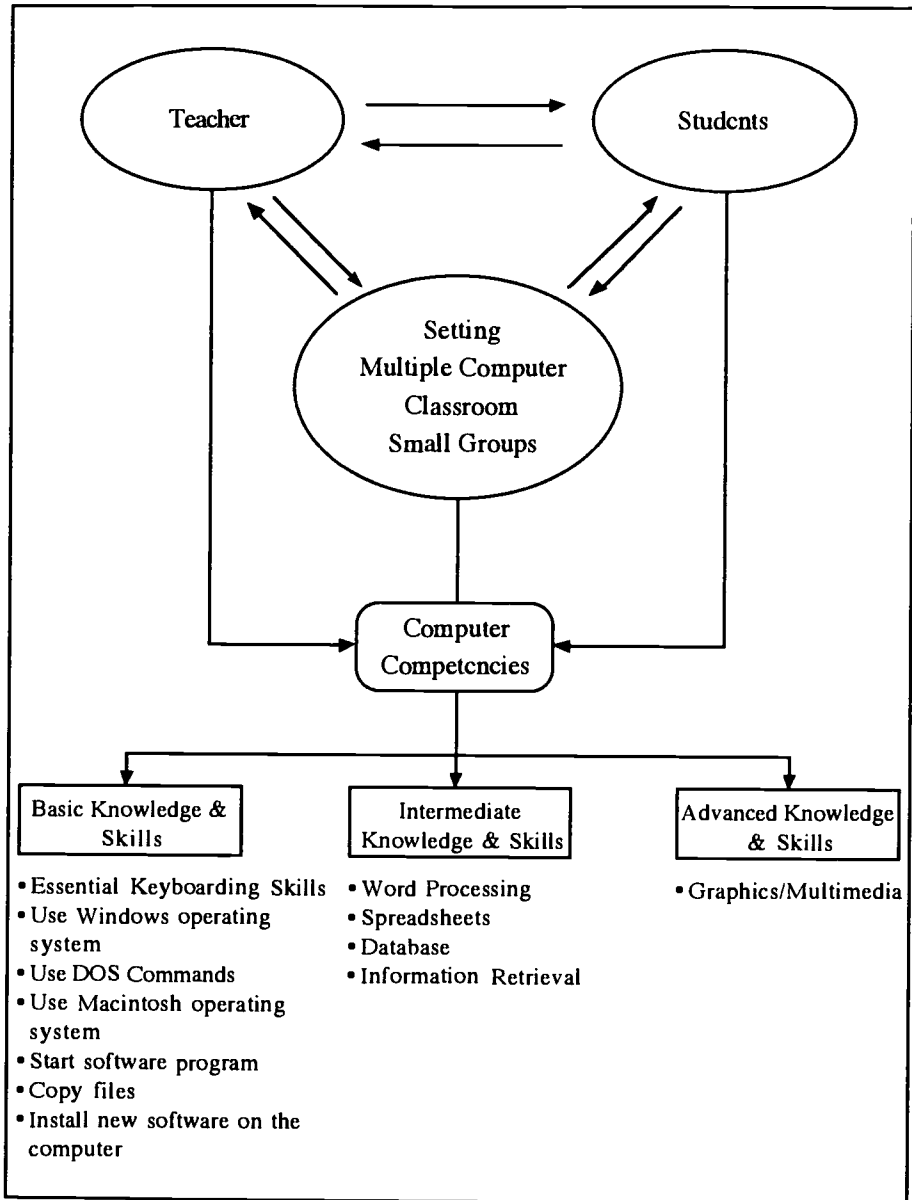 Teacher
Students
Setting
Multiple Computer
Classroom
Small Groups
Computer
Competencies
Basic Knowledge &
Skills
• Essential Keyboarding Skills
• Use Windows operating
system
• Use DOS Commands
• Use Macintosh operating
system
• Start software program
• Copy files
• Install new software on the
computer
Intermediate
Knowledge & Skills
• Word Processing
• Spreadsheets
• Database
• Information Retrieval
Advanced Knowledge
& Skills
• Graphics/Multimedia